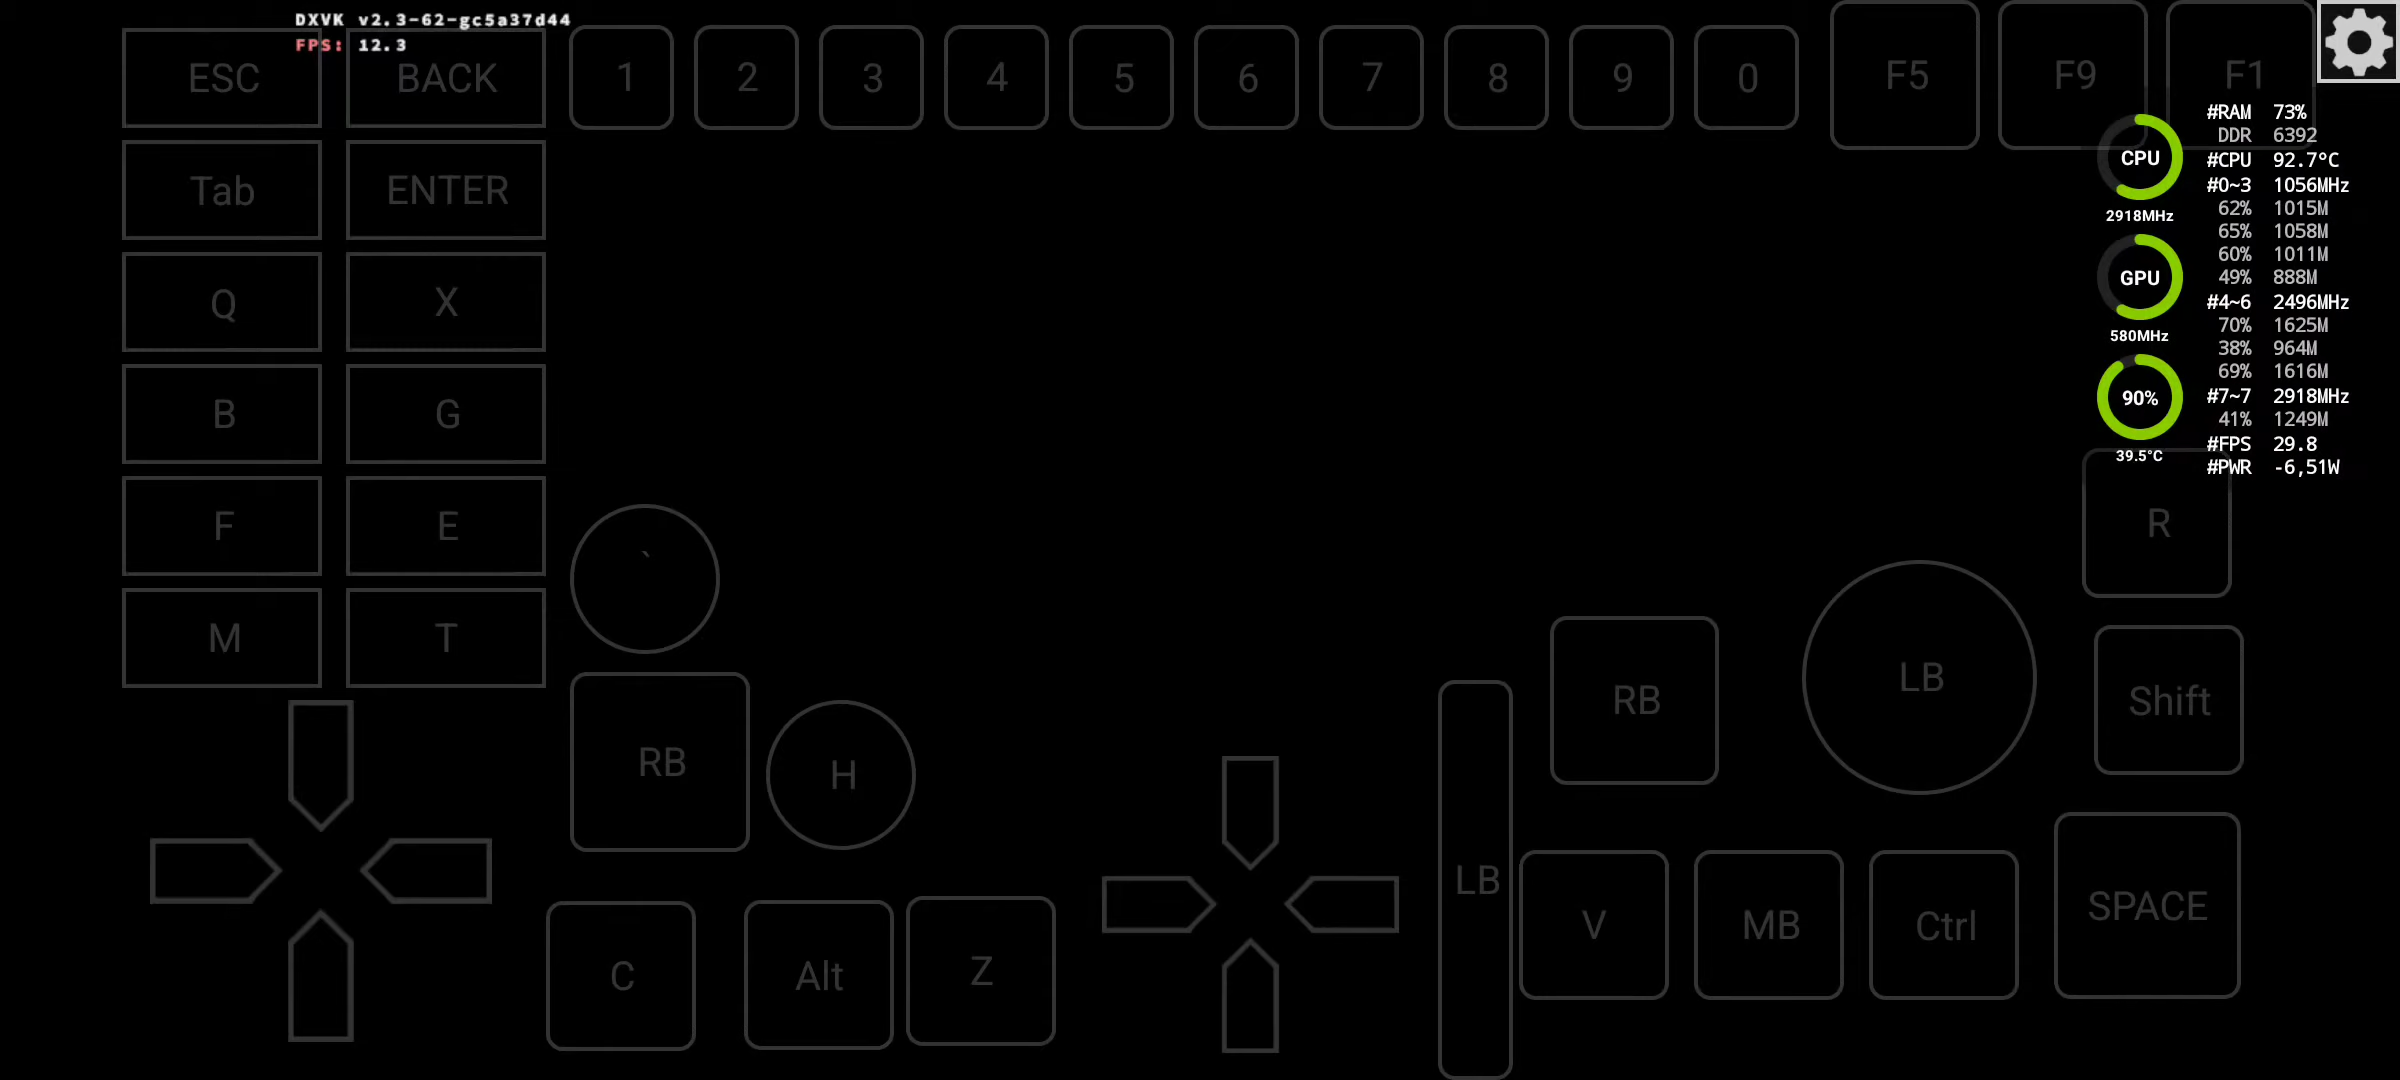 DXVK v2.3-62-gc5a37d44
FPS: 12.3
ESC BACK 1 2 3 4 5 6 7 8 9 0 F5 F9 F1
Tab ENTER
Q X
B G
F E
M T
`
RB H
C Alt Z
LB
RB LB
R
Shift
V MB Ctrl SPACE
CPU
2918MHz
GPU
580MHz
90%
39.5°C
#RAM 73%
DDR 6392
#CPU 92.7°C
#0~3 1056MHz
62% 1015M
65% 1058M
60% 1011M
49% 888M
#4~6 2496MHz
70% 1625M
38% 964M
69% 1616M
#7~7 2918MHz
41% 1249M
#FPS 29.8
#PWR -6,51W